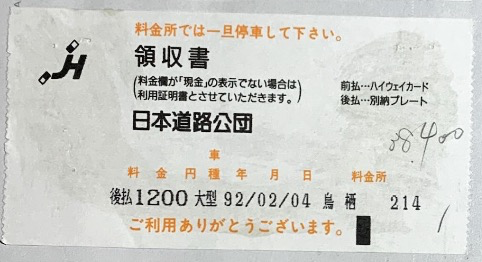 料金所では一旦停車して下さい。
JH
領収書
(料金欄が「現金」の表示でない場合は
利用証明書とさせていただきます。)
前払…ハイウェイカード
後払…別納プレート
日本道路公団
車
料金 円 種 年 月 日 料金所
後払 1200 大型 92/02/04 鳥栖 214
ご利用ありがとうございます。